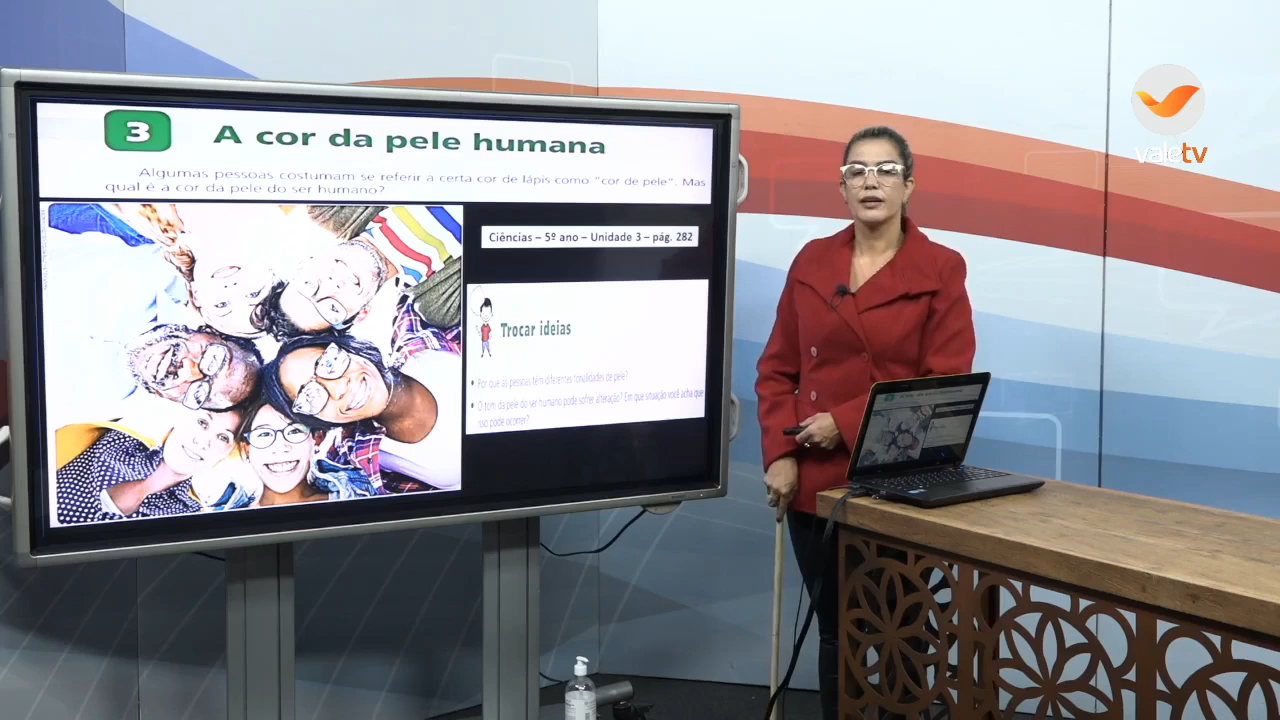 3 A cor da pele humana
Algumas pessoas costumam se referir a certa cor de lápis como "cor de pele". Mas
qual é a cor da pele do ser humano?
Ciências – 5º ano – Unidade 3 – pág. 282
Trocar ideias
• Por que as pessoas têm diferentes tonalidades de pele?
• O tom da pele do ser humano pode sofrer alteração? Em que situação você acha que
isso pode ocorrer?
valetv